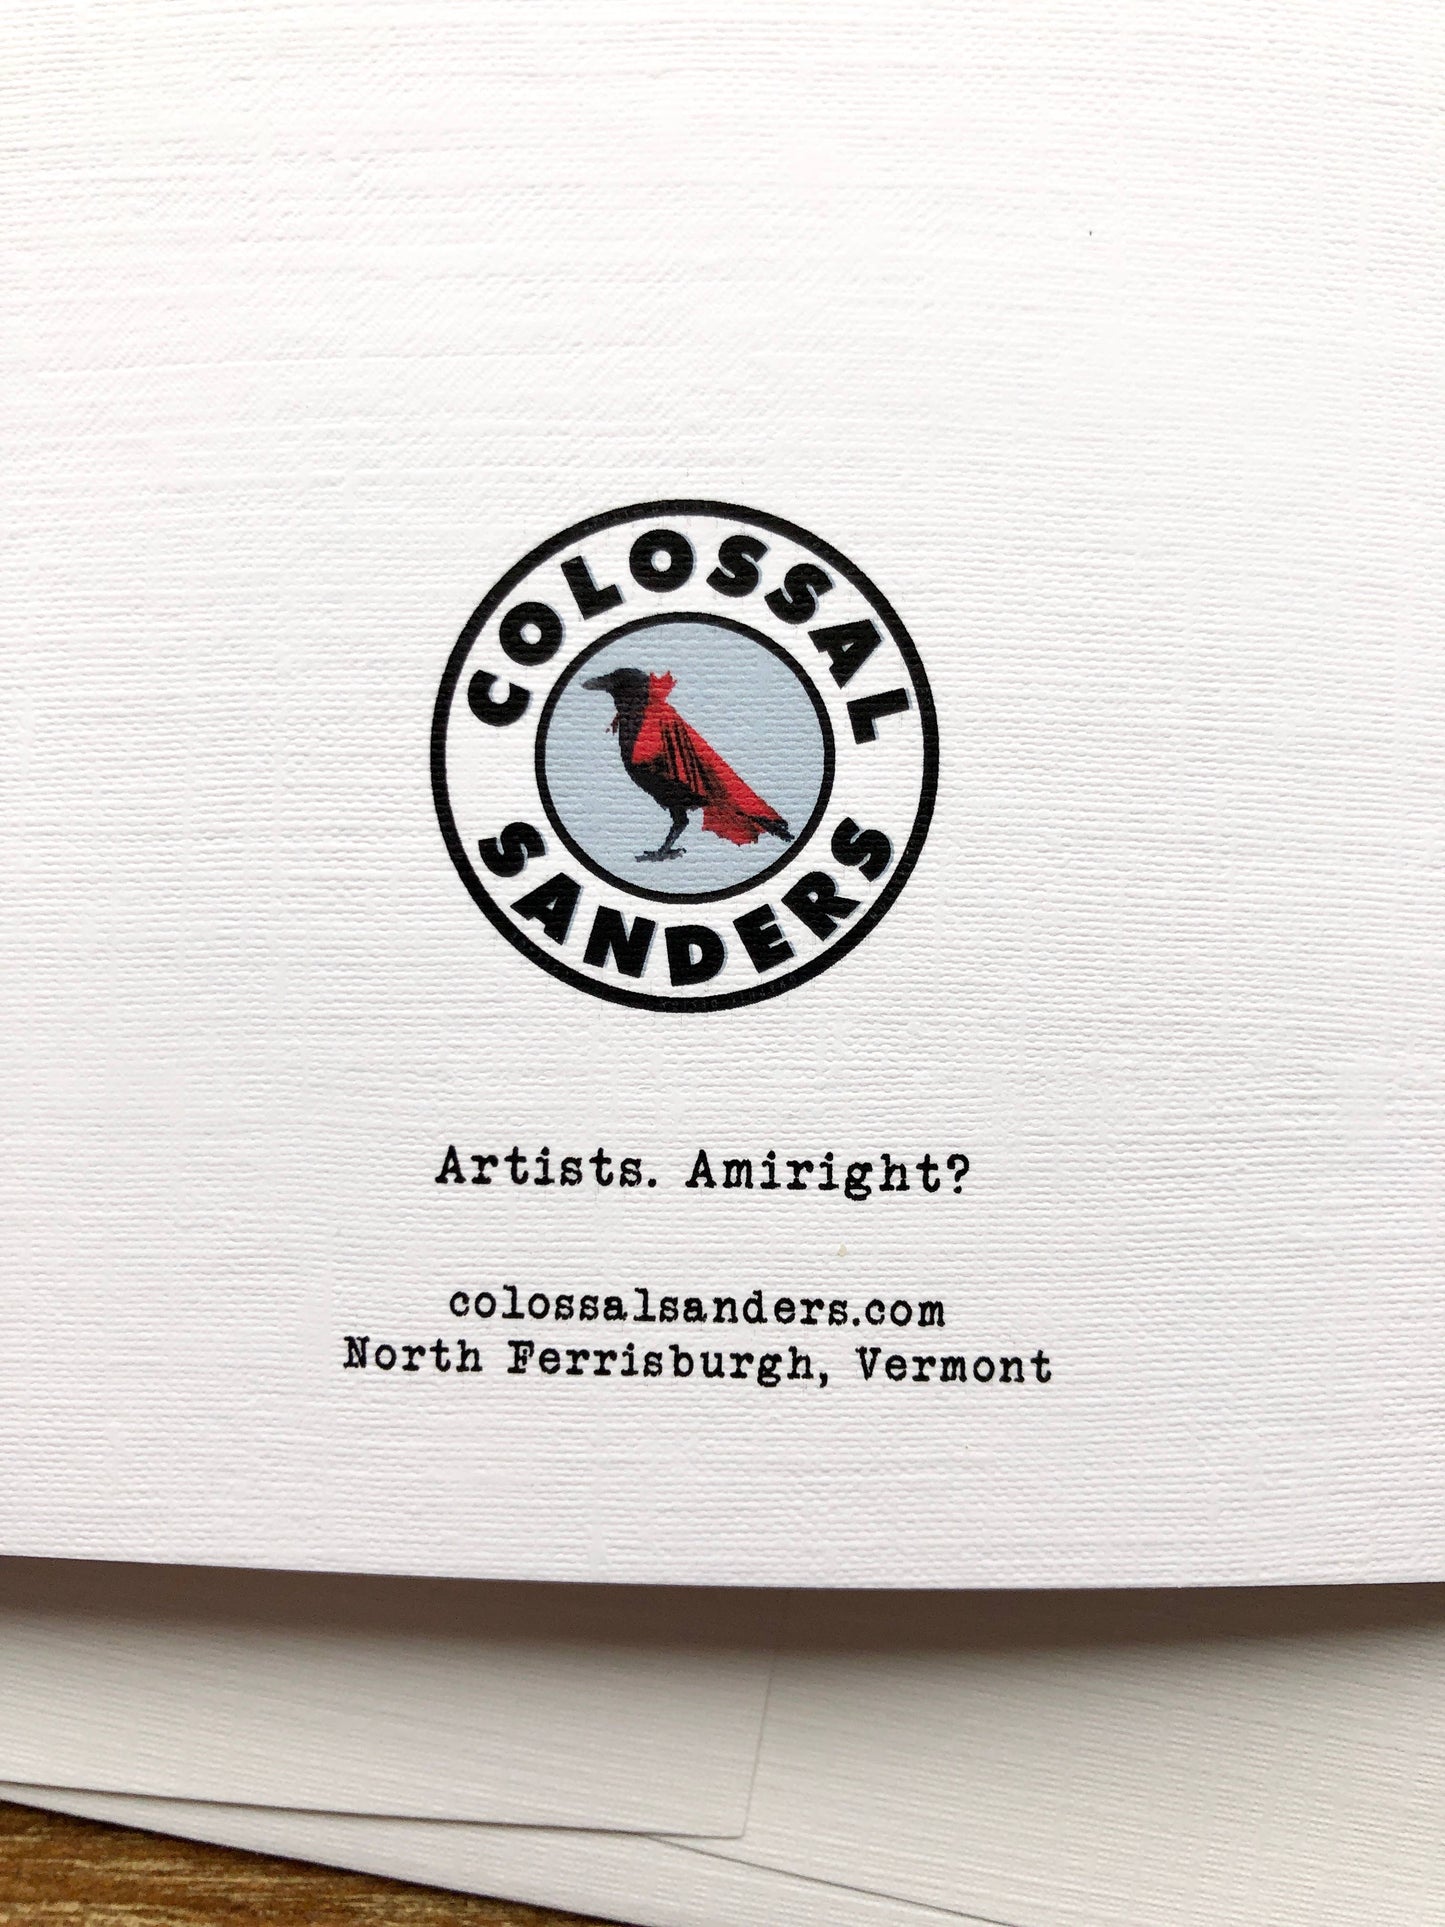 COLOSSAL
SANDERS
Artists. Amiright?
colossalsanders.com
North Ferrisburgh, Vermont